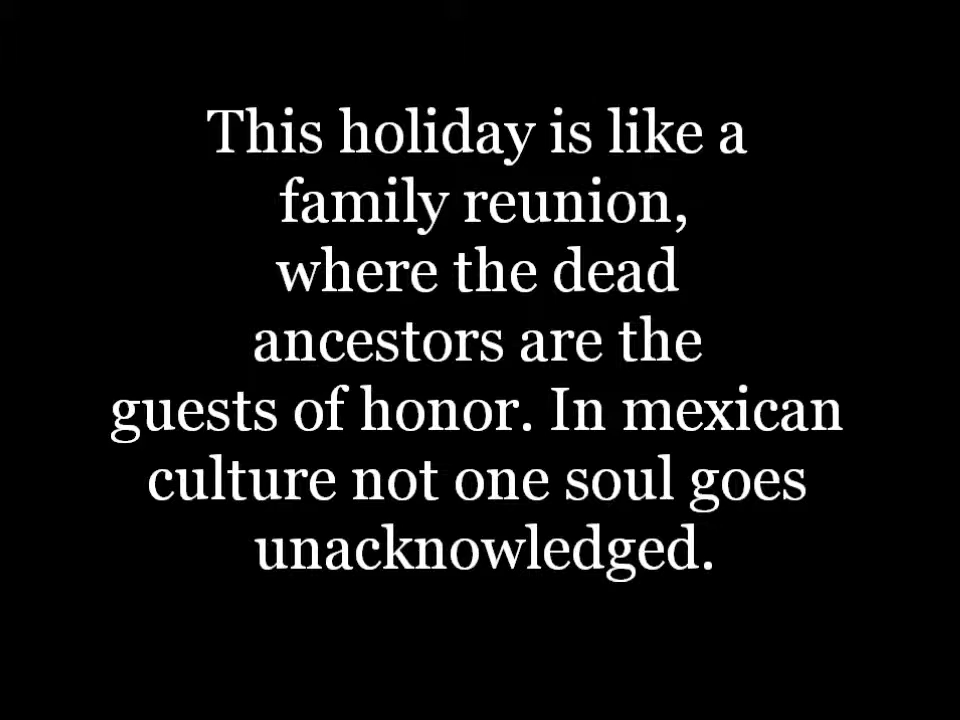 This holiday is like a
family reunion,
where the dead
ancestors are the
guests of honor. In mexican
culture not one soul goes
unacknowledged.